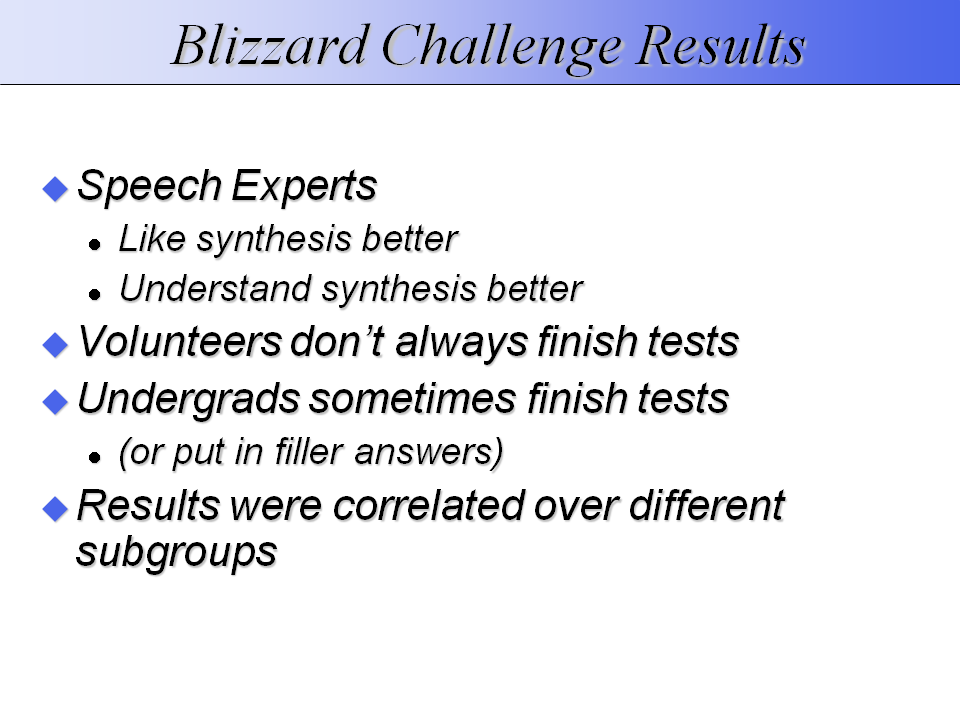 Blizzard Challenge Results
Speech Experts
Like synthesis better
Understand synthesis better
Volunteers don’t always finish tests
Undergrads sometimes finish tests
(or put in filler answers)
Results were correlated over different
subgroups